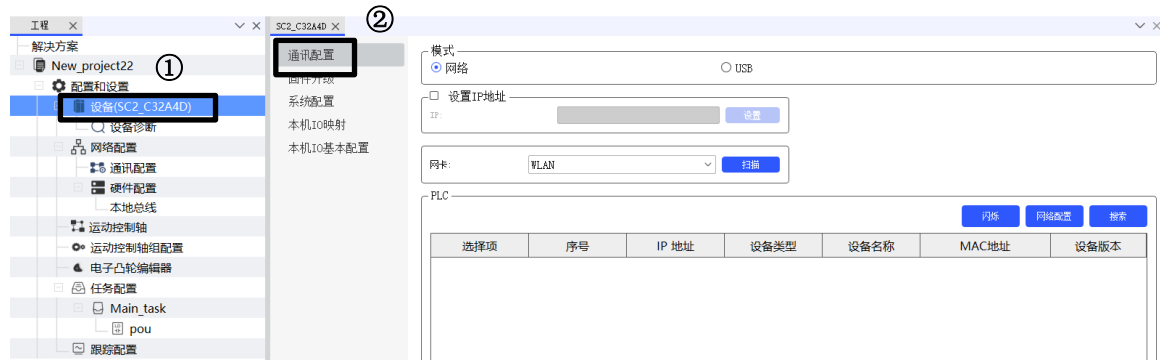 工程
SC2_C32A4D
②
解决方案
New_project22
①
配置和设置
设备(SC2_C32A4D)
设备诊断
网络配置
通讯配置
硬件配置
本地总线
运动控制轴
运动控制轴组配置
电子凸轮编辑器
任务配置
Main_task
pou
跟踪配置
通讯配置
固件升级
系统配置
本机IO映射
本机IO基本配置
模式
网络
USB
设置IP地址
IP:
设置
网卡:
WLAN
扫描
PLC
闪烁
网络配置
搜索
选择项
序号
IP 地址
设备类型
设备名称
MAC地址
设备版本